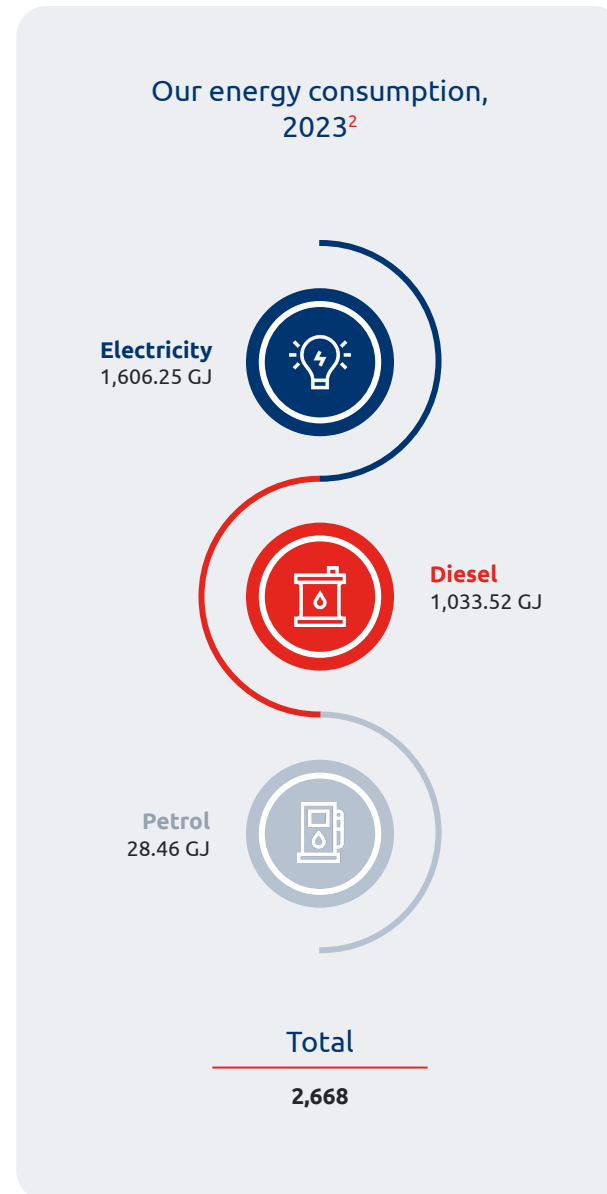 Our energy consumption,
2023²
Electricity
1,606.25 GJ
Diesel
1,033.52 GJ
Petrol
28.46 GJ
Total
2,668